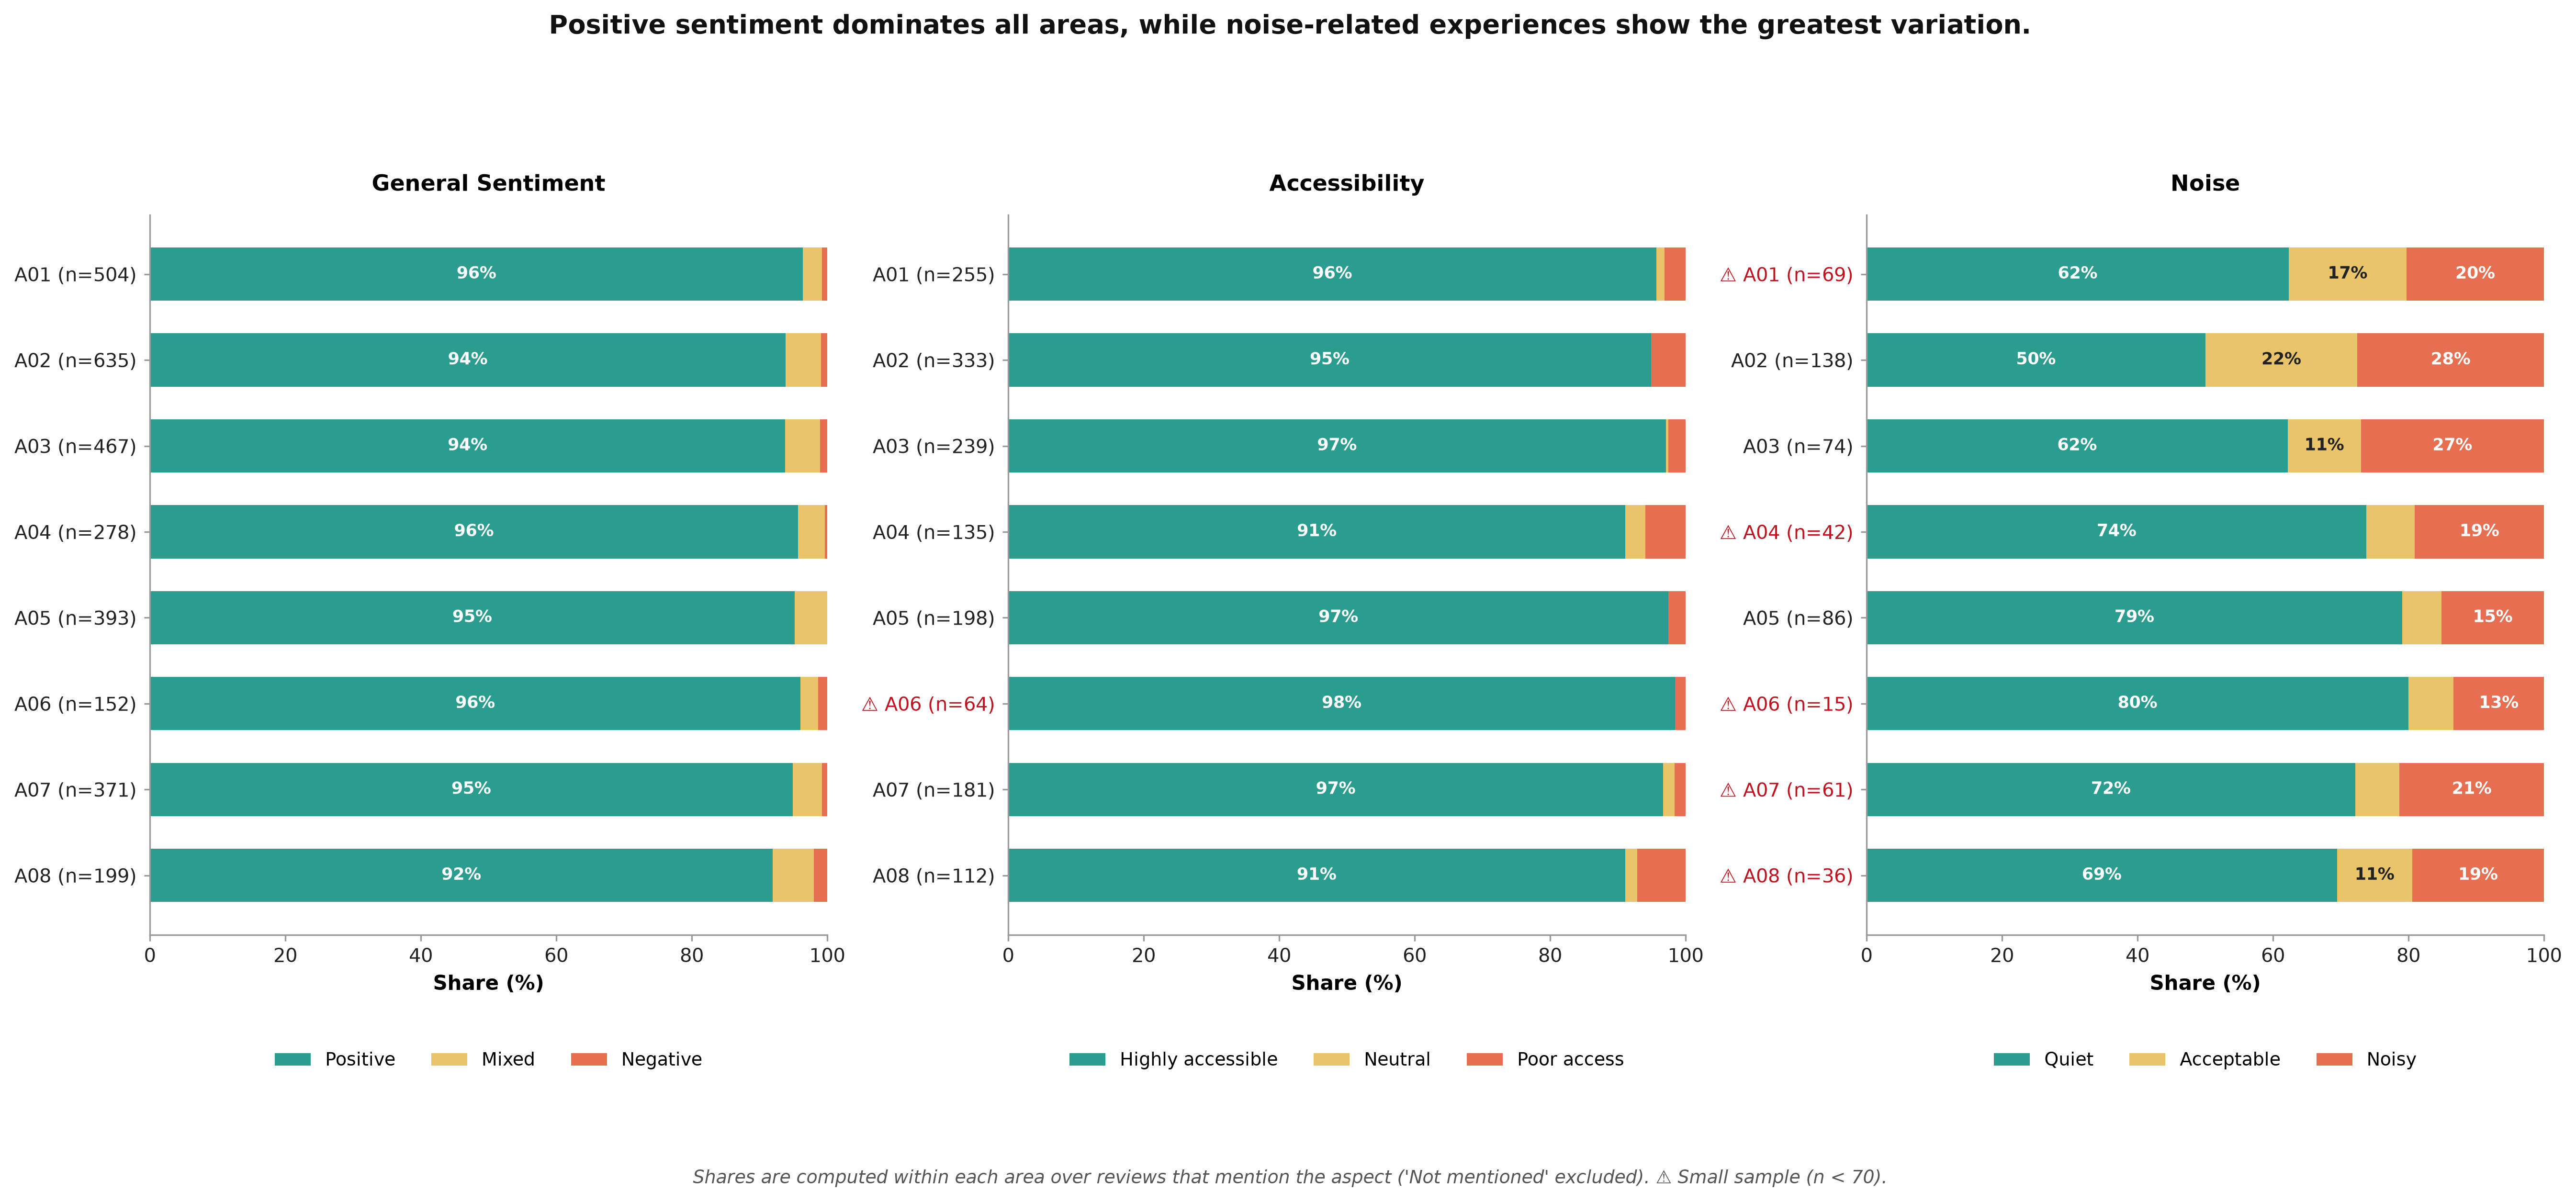 Positive sentiment dominates all areas, while noise-related experiences show the greatest variation.
General Sentiment
A01 (n=504)
96%
A02 (n=635)
94%
A03 (n=467)
94%
A04 (n=278)
96%
A05 (n=393)
95%
A06 (n=152)
96%
A07 (n=371)
95%
A08 (n=199)
92%
0 20 40 60 80 100
Share (%)
Positive Mixed Negative
Accessibility
A01 (n=255)
96%
A02 (n=333)
95%
A03 (n=239)
97%
A04 (n=135)
91%
A05 (n=198)
97%
⚠ A06 (n=64)
98%
A07 (n=181)
97%
A08 (n=112)
91%
0 20 40 60 80 100
Share (%)
Highly accessible Neutral Poor access
Noise
⚠ A01 (n=69)
62% 17% 20%
A02 (n=138)
50% 22% 28%
A03 (n=74)
62% 11% 27%
⚠ A04 (n=42)
74% 19%
A05 (n=86)
79% 15%
⚠ A06 (n=15)
80% 13%
⚠ A07 (n=61)
72% 21%
⚠ A08 (n=36)
69% 11% 19%
0 20 40 60 80 100
Share (%)
Quiet Acceptable Noisy
Shares are computed within each area over reviews that mention the aspect ('Not mentioned' excluded). ⚠ Small sample (n < 70).